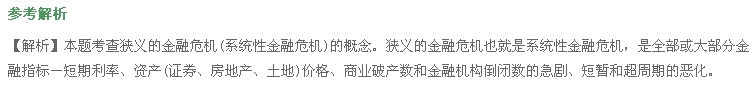 参考解析
【解析】本题考查狭义的金融危机(系统性金融危机)的概念。狭义的金融危机也就是系统性金融危机，是全部或大部分金
融指标—短期利率、资产(证券、房地产、土地)价格、商业破产数和金融机构倒闭数的急剧、短暂和超周期的恶化。